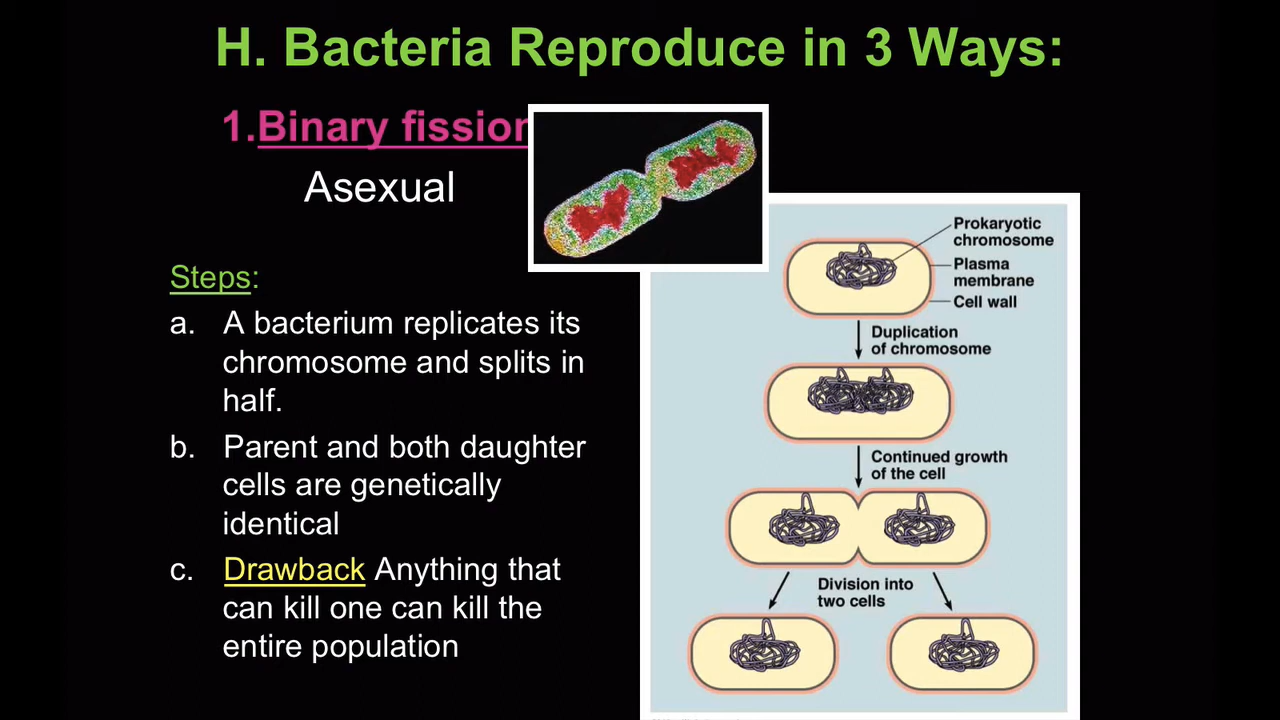 H. Bacteria Reproduce in 3 Ways:
1.Binary fission
Asexual
Steps:
a. A bacterium replicates its
chromosome and splits in
half.
b. Parent and both daughter
cells are genetically
identical
c. Drawback Anything that
can kill one can kill the
entire population
Prokaryotic
chromosome
Plasma
membrane
Cell wall
Duplication
of chromosome
Continued growth
of the cell
Division into
two cells